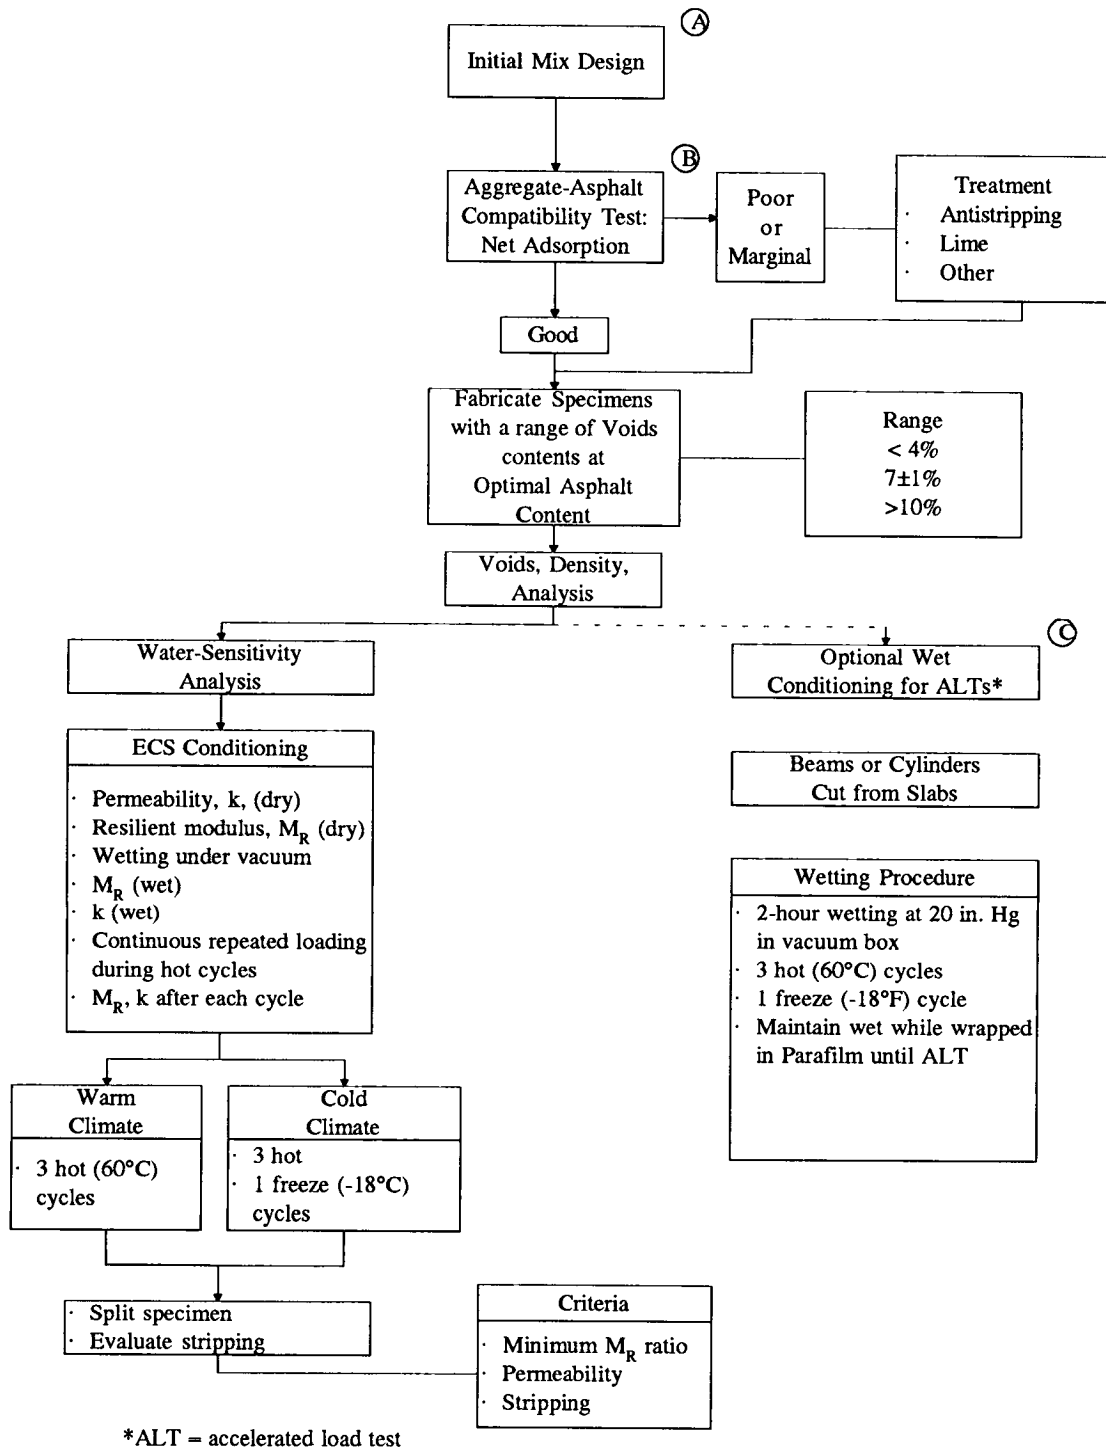 A
Initial Mix Design
B
Aggregate-Asphalt
Compatibility Test:
Net Adsorption
Poor
or
Marginal
Treatment
· Antistripping
· Lime
· Other
Good
Fabricate Specimens
with a range of Voids
contents at
Optimal Asphalt
Content
Range
< 4%
7±1%
>10%
Voids, Density,
Analysis
Water-Sensitivity
Analysis
ECS Conditioning
· Permeability, k, (dry)
· Resilient modulus, M_R (dry)
· Wetting under vacuum
· M_R (wet)
· k (wet)
· Continuous repeated loading
during hot cycles
· M_R, k after each cycle
C
Optional Wet
Conditioning for ALTs*
Beams or Cylinders
Cut from Slabs
Wetting Procedure
· 2-hour wetting at 20 in. Hg
in vacuum box
· 3 hot (60°C) cycles
· 1 freeze (-18°F) cycle
· Maintain wet while wrapped
in Parafilm until ALT
Warm
Climate
· 3 hot (60°C)
cycles
Cold
Climate
· 3 hot
· 1 freeze (-18°C)
cycles
· Split specimen
· Evaluate stripping
Criteria
· Minimum M_R ratio
· Permeability
· Stripping
*ALT = accelerated load test